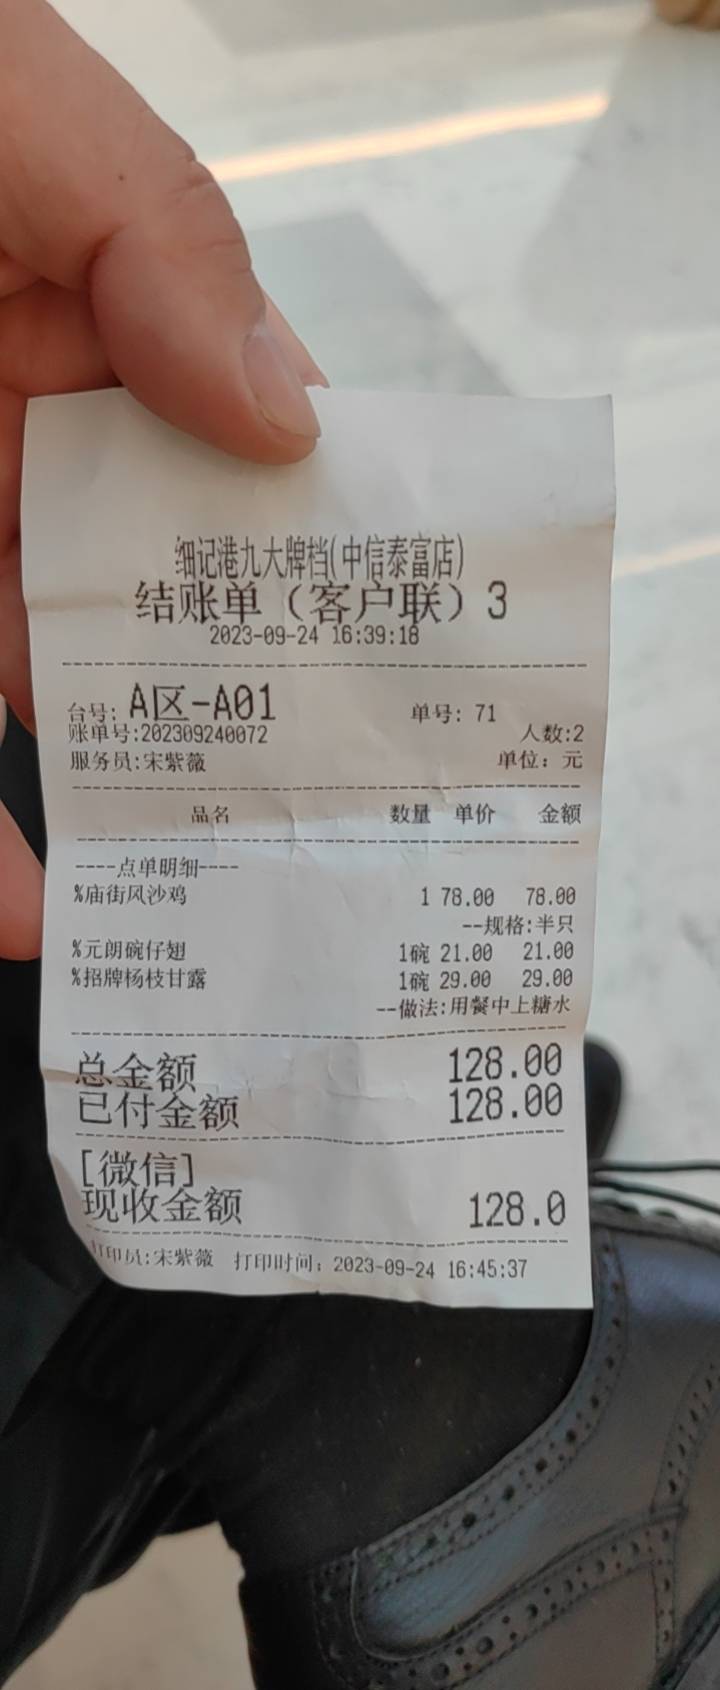 细记港九大牌档(中信泰富店)
结账单（客户联）3
2023-09-24 16:39:18
台号: A区-A01 单号: 71
账单号:202309240072 人数:2
服务员:宋紫薇 单位: 元
品名 数量 单价 金额
----点单明细----
%庙街风沙鸡 1 78.00 78.00
--规格:半只
%元朗碗仔翅 1碗 21.00 21.00
%招牌杨枝甘露 1碗 29.00 29.00
--做法:用餐中上糖水
总金额 128.00
已付金额 128.00
[微信]
现收金额 128.0
打印员:宋紫薇 打印时间: 2023-09-24 16:45:37